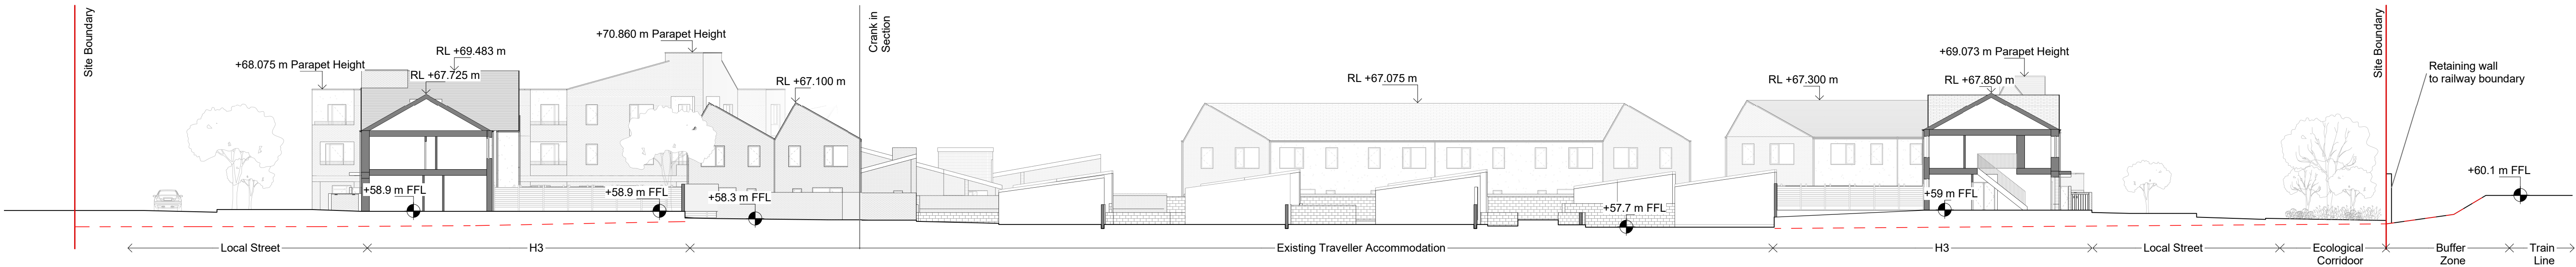 Site Boundary
+68.075 m Parapet Height
RL +69.483 m
RL +67.725 m
+70.860 m Parapet Height
RL +67.100 m
Crank in
Section
RL +67.075 m
RL +67.300 m
+69.073 m Parapet Height
RL +67.850 m
Site Boundary
Retaining wall
to railway boundary
+58.9 m FFL
+58.9 m FFL
+58.3 m FFL
+57.7 m FFL
+59 m FFL
+60.1 m FFL
Local Street
H3
Existing Traveller Accommodation
H3
Local Street
Ecological
Corridoor
Buffer
Zone
Train
Line